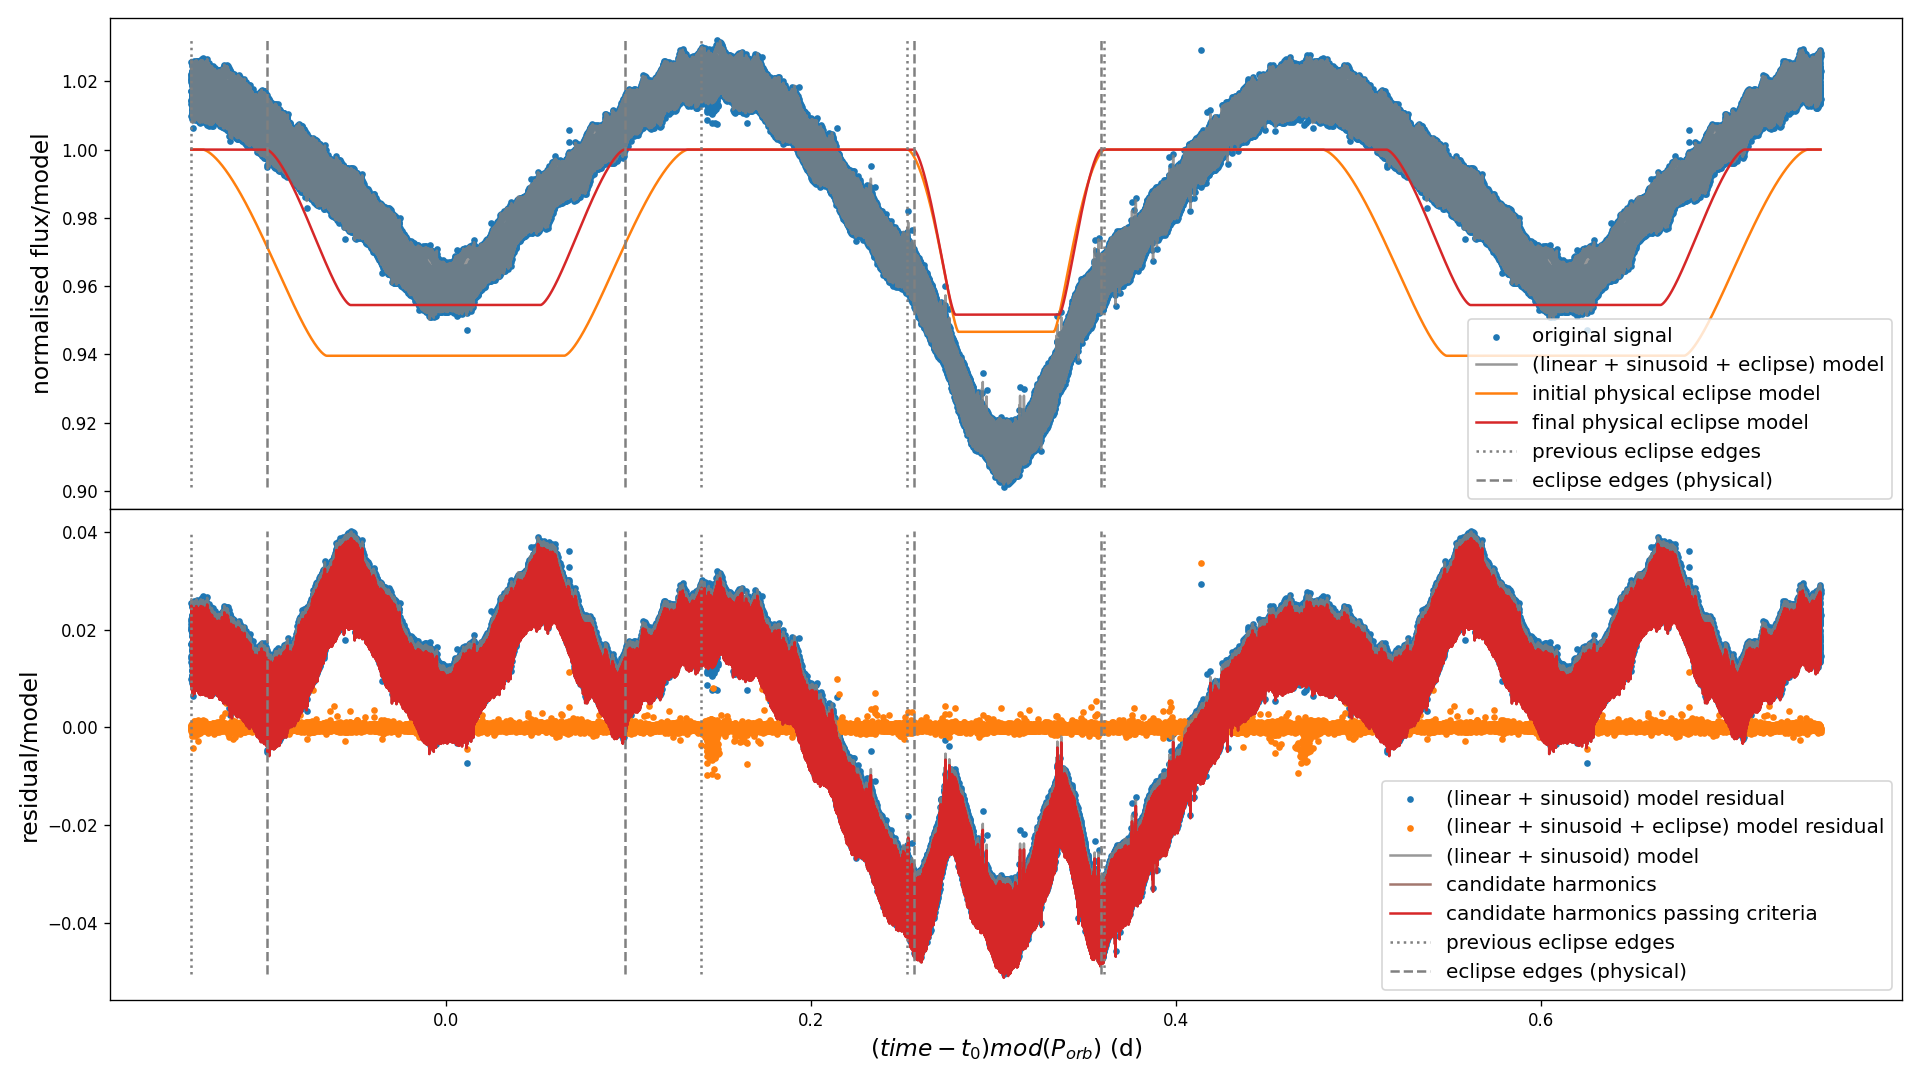 normalised flux/model
1.02
1.00
0.98
0.96
0.94
0.92
0.90
original signal
(linear + sinusoid + eclipse) model
initial physical eclipse model
final physical eclipse model
previous eclipse edges
eclipse edges (physical)
residual/model
0.04
0.02
0.00
−0.02
−0.04
(linear + sinusoid) model residual
(linear + sinusoid + eclipse) model residual
(linear + sinusoid) model
candidate harmonics
candidate harmonics passing criteria
previous eclipse edges
eclipse edges (physical)
0.0 0.2 0.4 0.6
(time − t₀)mod(P_orb) (d)